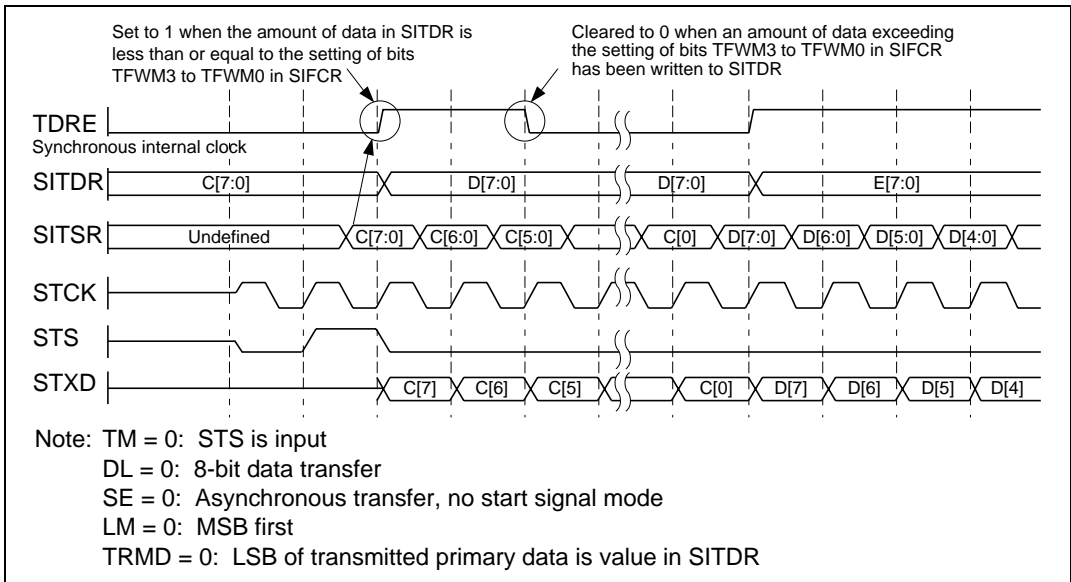 Set to 1 when the amount of data in SITDR is
less than or equal to the setting of bits
TFWM3 to TFWM0 in SIFCR
Cleared to 0 when an amount of data exceeding
the setting of bits TFWM3 to TFWM0 in SIFCR
has been written to SITDR
TDRE
Synchronous internal clock
SITDR C[7:0] D[7:0] D[7:0] E[7:0]
SITSR Undefined C[7:0] C[6:0] C[5:0] C[0] D[7:0] D[6:0] D[5:0] D[4:0]
STCK
STS
STXD C[7] C[6] C[5] C[0] D[7] D[6] D[5] D[4]
Note: TM = 0: STS is input
DL = 0: 8-bit data transfer
SE = 0: Asynchronous transfer, no start signal mode
LM = 0: MSB first
TRMD = 0: LSB of transmitted primary data is value in SITDR